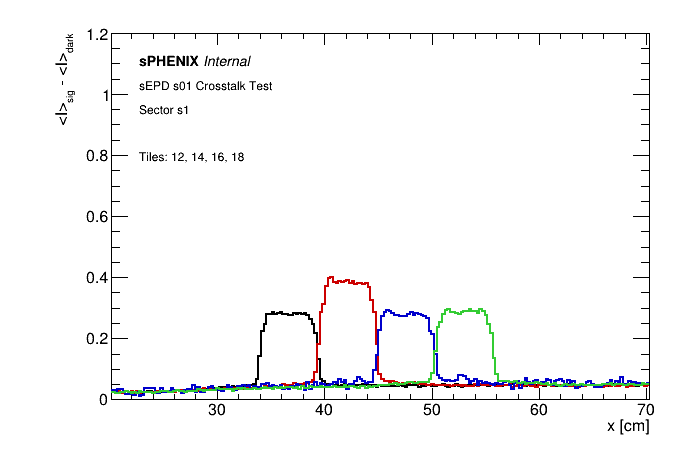 <I>sig - <I>dark
1.2
1
0.8
0.6
0.4
0.2
0
sPHENIX Internal
sEPD s01 Crosstalk Test
Sector s1
Tiles: 12, 14, 16, 18
30 40 50 60 70
x [cm]